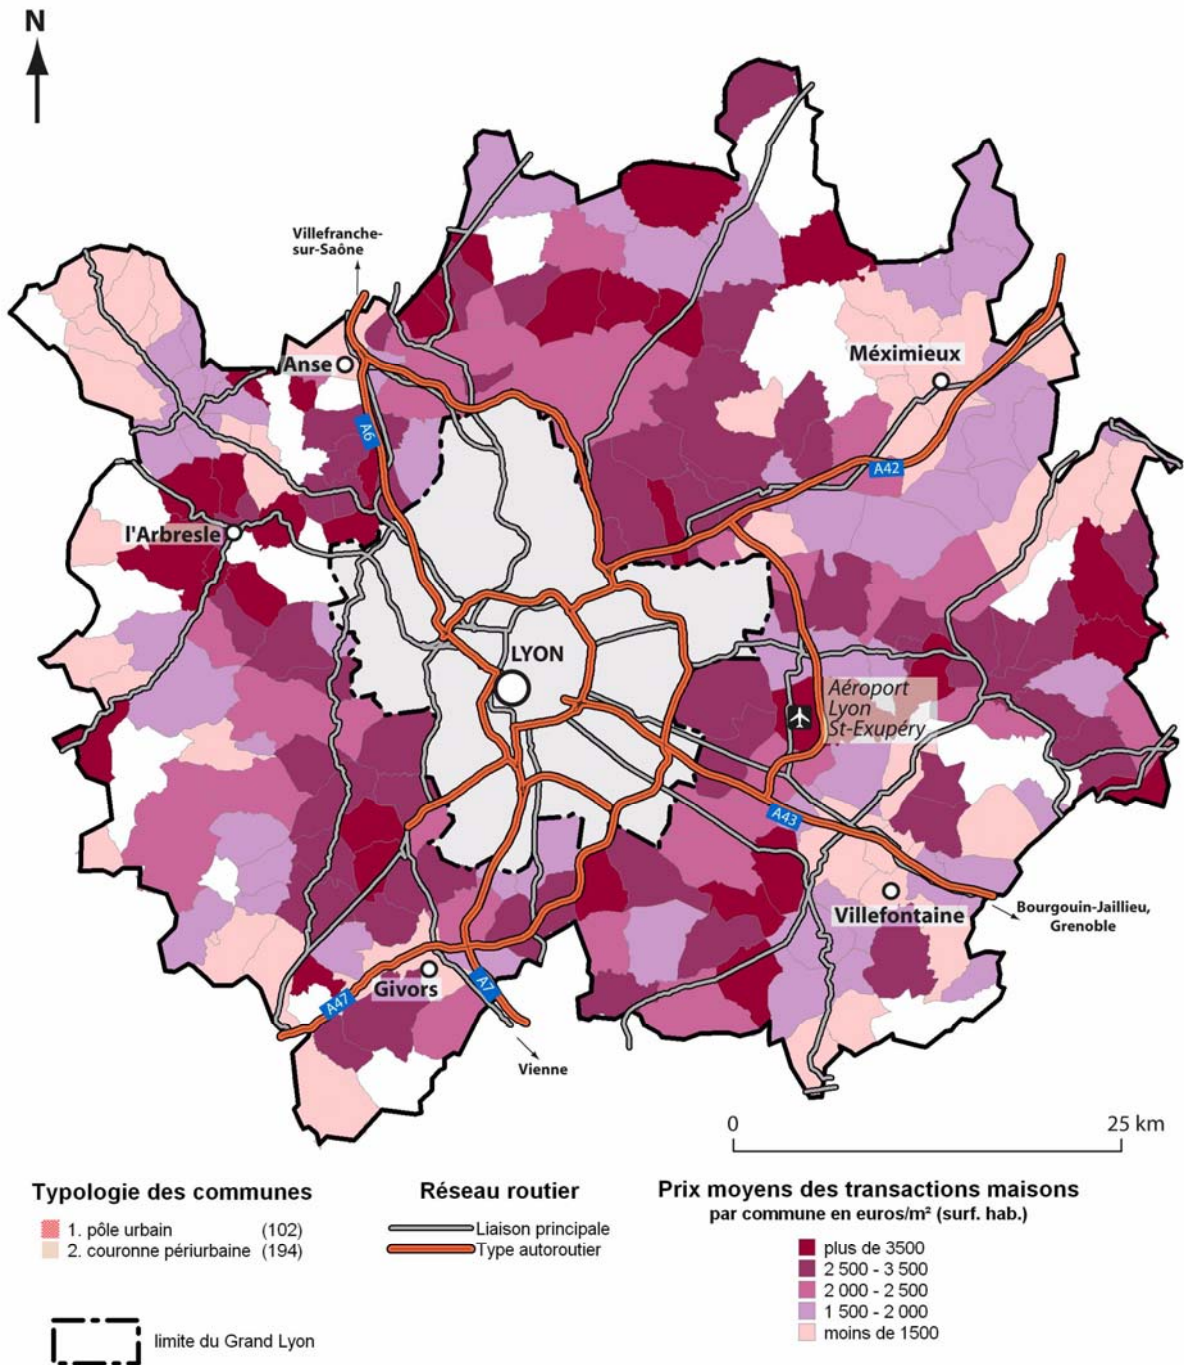 N
Villefranche-
sur-Saône
Anse
A6
Méximieux
A42
l'Arbresle
LYON
Aéroport
Lyon
St-Exupéry
A43
Villefontaine
Bourgouin-Jaillieu,
Grenoble
Givors
A47
A7
Vienne
0 25 km
Typologie des communes
1. pôle urbain (102)
2. couronne périurbaine (194)
limite du Grand Lyon
Réseau routier
Liaison principale
Type autoroutier
Prix moyens des transactions maisons
par commune en euros/m² (surf. hab.)
plus de 3500
2 500 - 3 500
2 000 - 2 500
1 500 - 2 000
moins de 1500